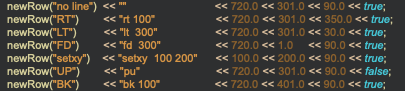 newRow("no line") << "" << 720.0 << 301.0 << 90.0 << true;
newRow("RT") << "rt 100" << 720.0 << 301.0 << 350.0 << true;
newRow("LT") << "lt  300" << 720.0 << 301.0 << 30.0 << true;
newRow("FD") << "fd  300" << 720.0 << 1.0 << 90.0 << true;
newRow("setxy") << "setxy  100 200" << 100.0 << 200.0 << 90.0 << true;
newRow("UP") << "pu" << 720.0 << 301.0 << 90.0 << false;
newRow("BK") << "bk 100" << 720.0 << 401.0 << 90.0 << true;